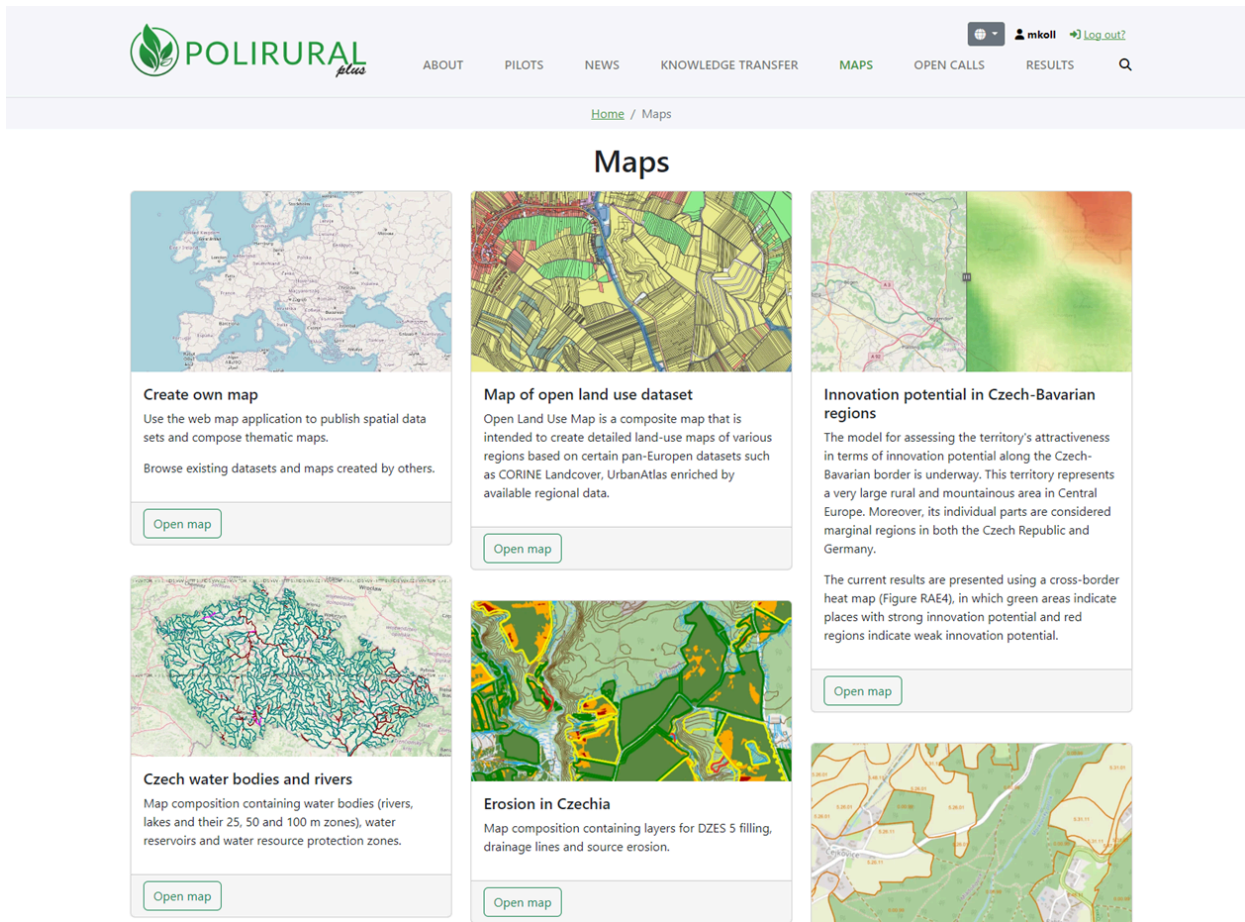 mkoll Log out?
POLIRURAL
plus
ABOUT PILOTS NEWS KNOWLEDGE TRANSFER MAPS OPEN CALLS RESULTS
Home / Maps
Maps
Create own map
Use the web map application to publish spatial data
sets and compose thematic maps.
Browse existing datasets and maps created by others.
Open map
Map of open land use dataset
Open Land Use Map is a composite map that is
intended to create detailed land-use maps of various
regions based on certain pan-Europen datasets such
as CORINE Landcover, UrbanAtlas enriched by
available regional data.
Open map
Innovation potential in Czech-Bavarian
regions
The model for assessing the territory's attractiveness
in terms of innovation potential along the Czech-
Bavarian border is underway. This territory represents
a very large rural and mountainous area in Central
Europe. Moreover, its individual parts are considered
marginal regions in both the Czech Republic and
Germany.
The current results are presented using a cross-border
heat map (Figure RAE4), in which green areas indicate
places with strong innovation potential and red
regions indicate weak innovation potential.
Open map
Czech water bodies and rivers
Map composition containing water bodies (rivers,
lakes and their 25, 50 and 100 m zones), water
reservoirs and water resource protection zones.
Open map
Erosion in Czechia
Map composition containing layers for DZES 5 filling,
drainage lines and source erosion.
Open map